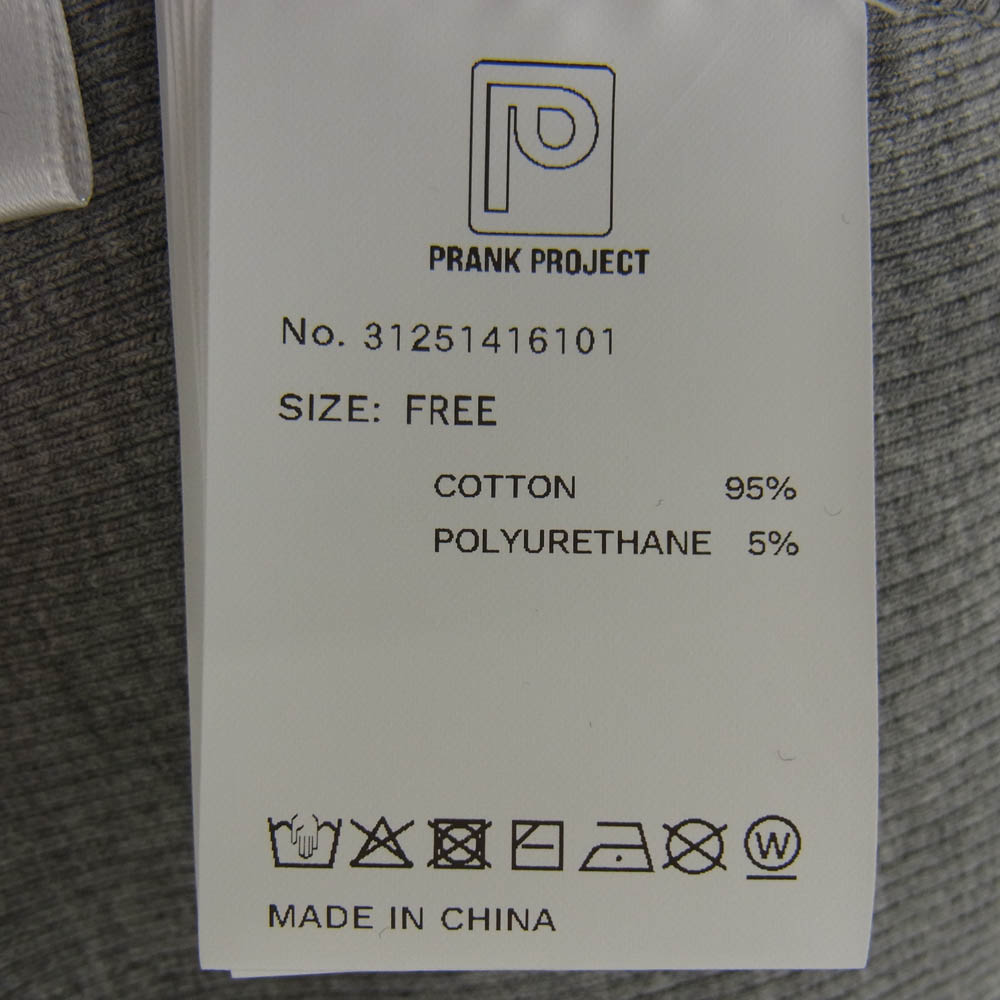 P
PRANK PROJECT
No. 31251416101
SIZE: FREE
COTTON 95%
POLYURETHANE 5%
W
MADE IN CHINA